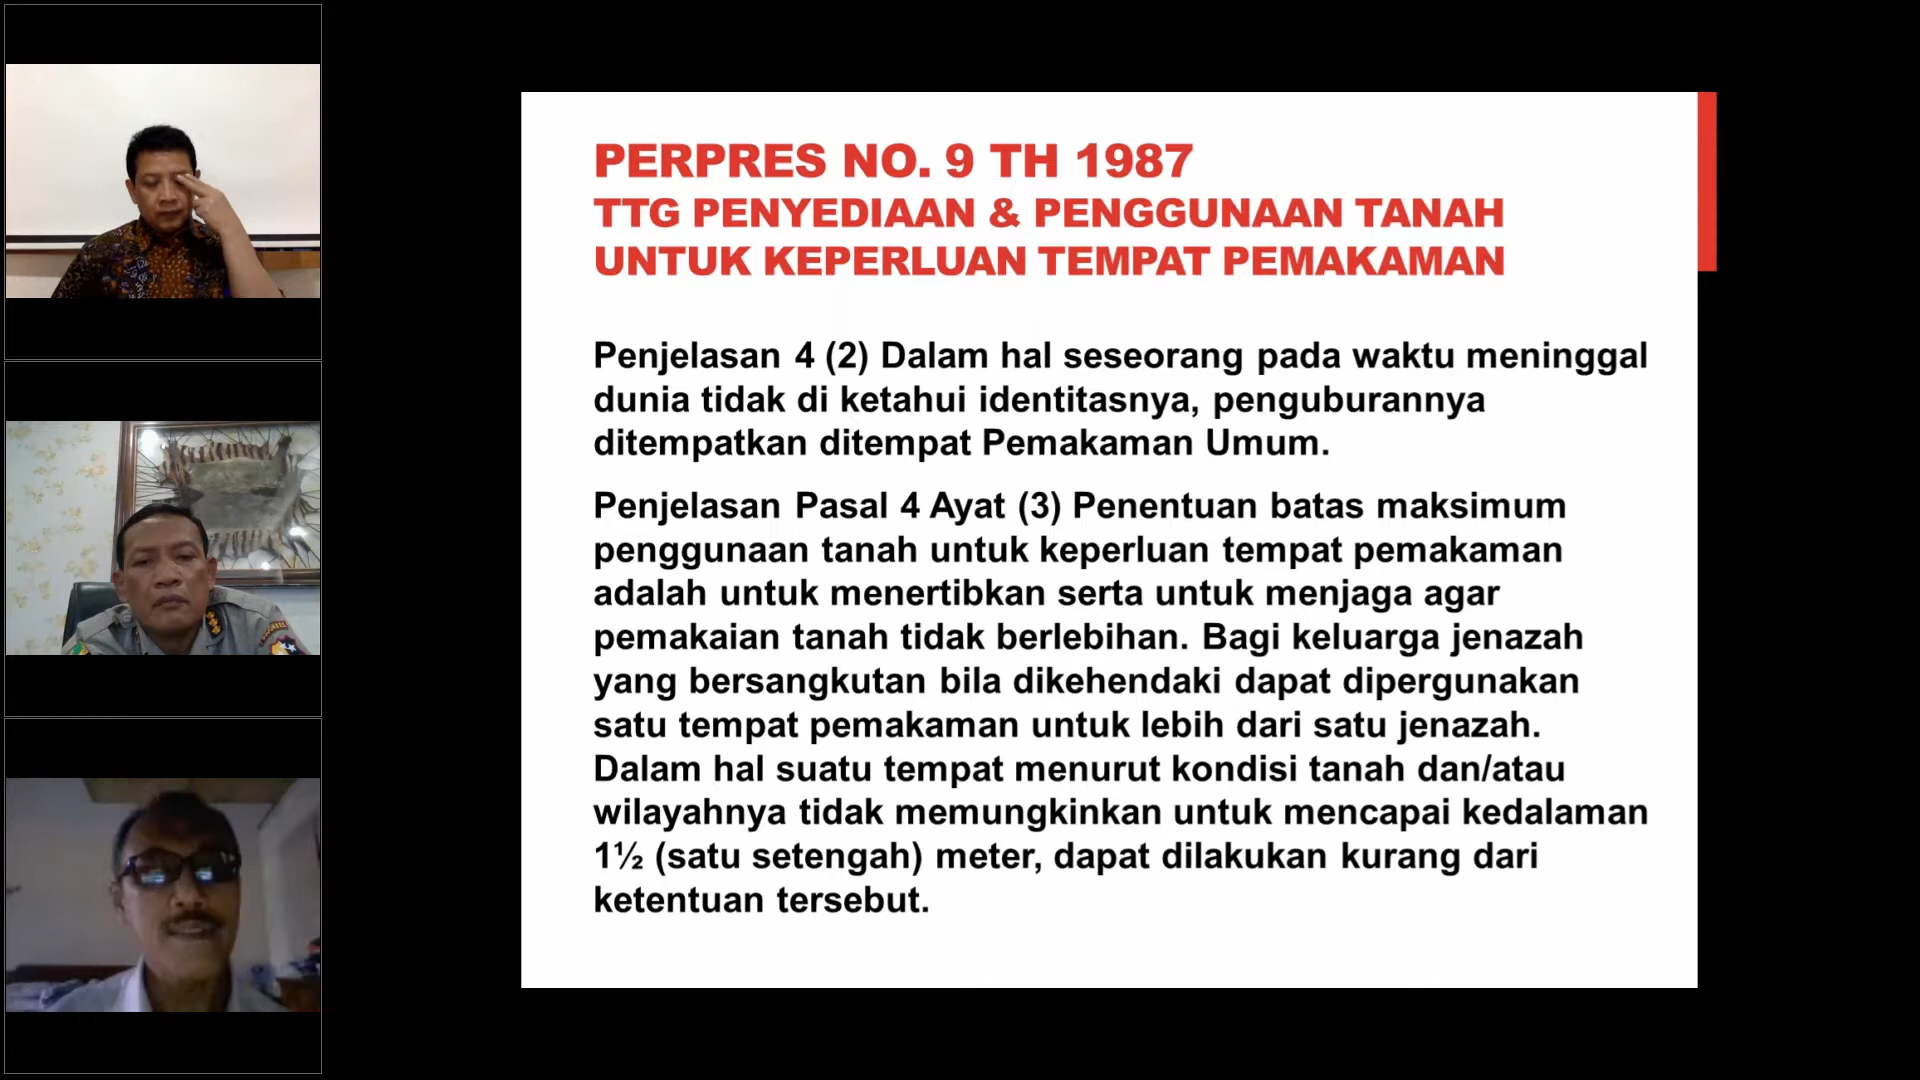 PERPRES NO. 9 TH 1987
TTG PENYEDIAAN & PENGGUNAAN TANAH
UNTUK KEPERLUAN TEMPAT PEMAKAMAN
Penjelasan 4 (2) Dalam hal seseorang pada waktu meninggal
dunia tidak di ketahui identitasnya, penguburannya
ditempatkan ditempat Pemakaman Umum.
Penjelasan Pasal 4 Ayat (3) Penentuan batas maksimum
penggunaan tanah untuk keperluan tempat pemakaman
adalah untuk menertibkan serta untuk menjaga agar
pemakaian tanah tidak berlebihan. Bagi keluarga jenazah
yang bersangkutan bila dikehendaki dapat dipergunakan
satu tempat pemakaman untuk lebih dari satu jenazah.
Dalam hal suatu tempat menurut kondisi tanah dan/atau
wilayahnya tidak memungkinkan untuk mencapai kedalaman
1½ (satu setengah) meter, dapat dilakukan kurang dari
ketentuan tersebut.